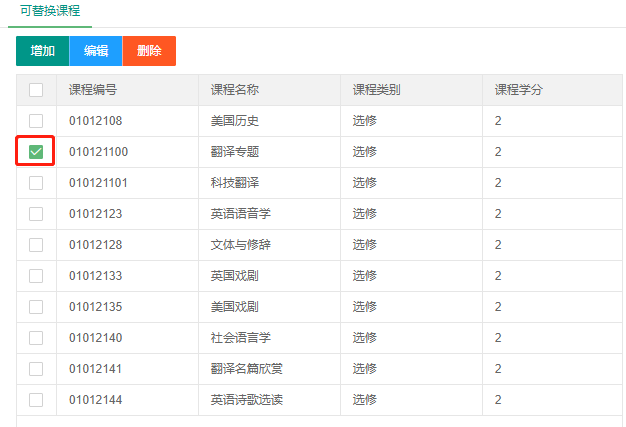 可替换课程
增加 编辑 删除
课程编号 课程名称 课程类别 课程学分
01012108 美国历史 选修 2
010121100 翻译专题 选修 2
010121101 科技翻译 选修 2
01012123 英语语音学 选修 2
01012128 文体与修辞 选修 2
01012133 英国戏剧 选修 2
01012135 美国戏剧 选修 2
01012140 社会语言学 选修 2
01012141 翻译名篇欣赏 选修 2
01012144 英语诗歌选读 选修 2